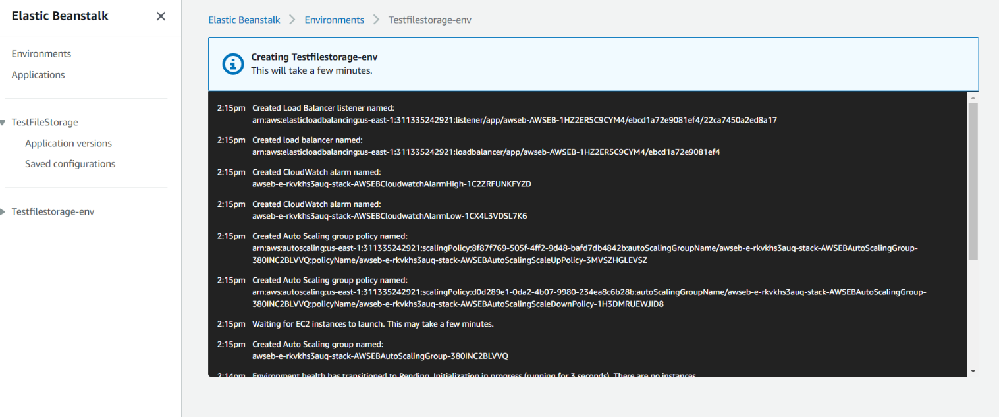 Elastic Beanstalk
Environments
Applications
TestFileStorage
Application versions
Saved configurations
Testfilestorage-env
Elastic Beanstalk Environments Testfilestorage-env
Creating Testfilestorage-env
This will take a few minutes.
2:15pm Created Load Balancer listener named:
arn:aws:elasticloadbalancing:us-east-1:311335242921:listener/app/awseb-AWSEB-1HZ2ER5C9CYM4/ebcd1a72e9081ef4/22ca7450a2ed8a17
2:15pm Created load balancer named:
arn:aws:elasticloadbalancing:us-east-1:311335242921:loadbalancer/app/awseb-AWSEB-1HZ2ER5C9CYM4/ebcd1a72e9081ef4
2:15pm Created CloudWatch alarm named:
awseb-e-rkvkhs3auq-stack-AWSEBCloudwatchAlarmHigh-1C2ZRFUNKFYZD
2:15pm Created CloudWatch alarm named:
awseb-e-rkvkhs3auq-stack-AWSEBCloudwatchAlarmLow-1CX4L3VDSL7K6
2:15pm Created Auto Scaling group policy named:
arn:aws:autoscaling:us-east-1:311335242921:scalingPolicy:8f87f769-505f-4ff2-9d48-bafd7db4842b:autoScalingGroupName/awseb-e-rkvkhs3auq-stack-AWSEBAutoScalingGroup-
380INC2BLVVQ:policyName/awseb-e-rkvkhs3auq-stack-AWSEBAutoScalingScaleUpPolicy-3MVSZHGLEVSZ
2:15pm Created Auto Scaling group policy named:
arn:aws:autoscaling:us-east-1:311335242921:scalingPolicy:d0d289e1-0da2-4b07-9980-234ea8c6b28b:autoScalingGroupName/awseb-e-rkvkhs3auq-stack-AWSEBAutoScalingGroup-
380INC2BLVVQ:policyName/awseb-e-rkvkhs3auq-stack-AWSEBAutoScalingScaleDownPolicy-1H3DMRUEWJID8
2:15pm Waiting for EC2 instances to launch. This may take a few minutes.
2:15pm Created Auto Scaling group named:
awseb-e-rkvkhs3auq-stack-AWSEBAutoScalingGroup-380INC2BLVVQ
2:14pm Environment health has transitioned to Pending. Initialization in progress (running for 3 seconds). There are no instances.